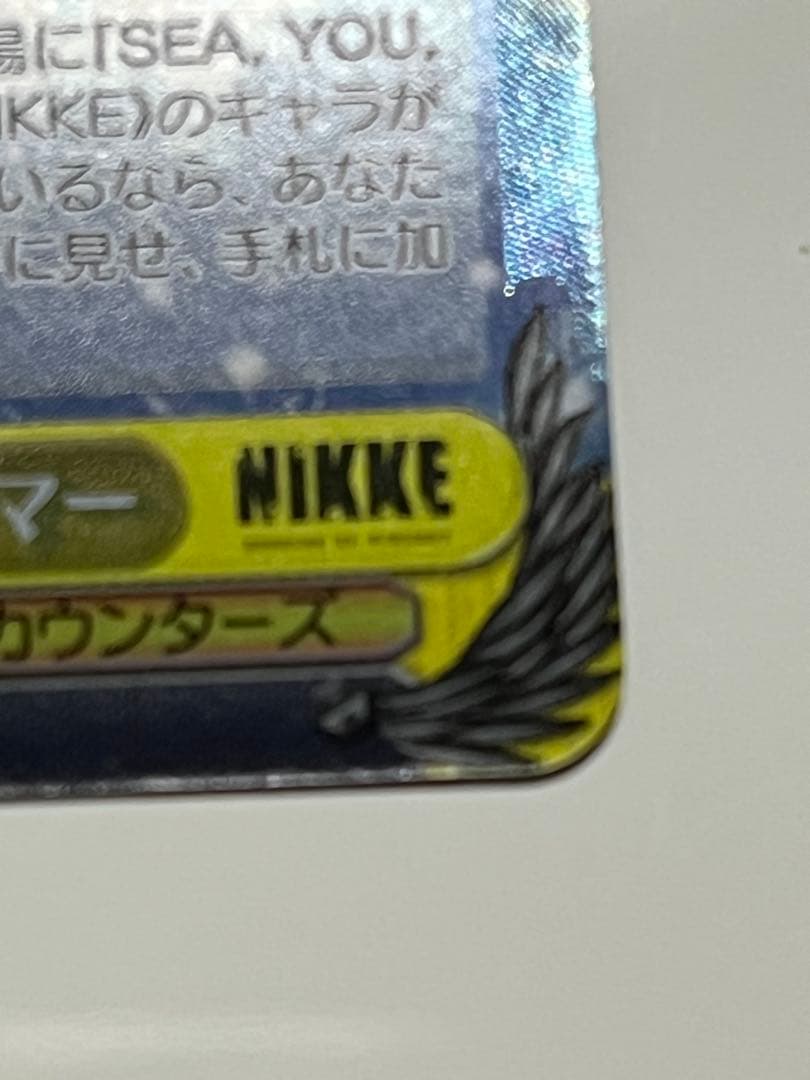 場に「SEA, YOU,
IKKE》のキャラが
いるなら、あなた
に見せ、手札に加
マー
NIKKE
カウンターズ